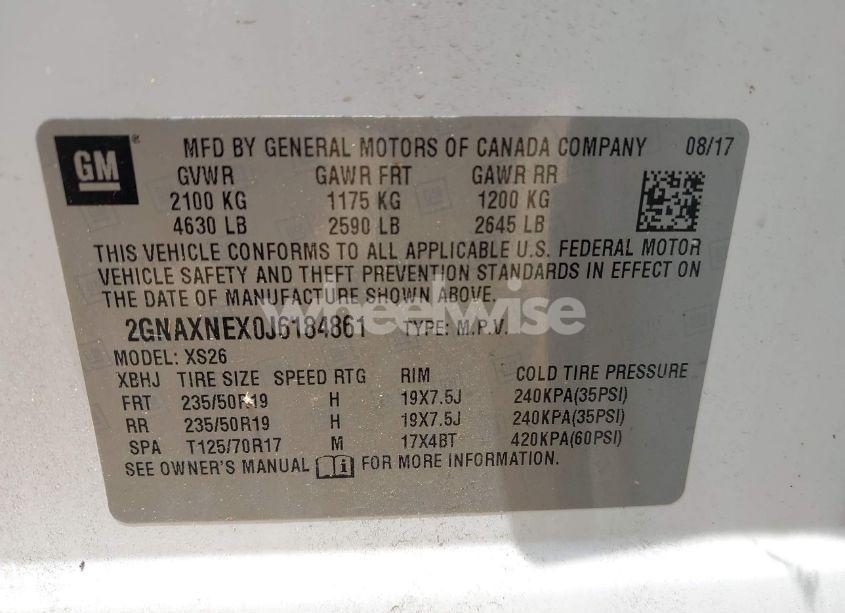 GM
MFD BY GENERAL MOTORS OF CANADA COMPANY 08/17
GVWR GAWR FRT GAWR RR
2100 KG 1175 KG 1200 KG
4630 LB 2590 LB 2645 LB
THIS VEHICLE CONFORMS TO ALL APPLICABLE U.S. FEDERAL MOTOR
VEHICLE SAFETY AND THEFT PREVENTION STANDARDS IN EFFECT ON
THE DATE OF MANUFACTURE SHOWN ABOVE.
wheelwise
2GNAXNEX0J6184861 TYPE: M.P.V.
MODEL: XS26
XBHJ TIRE SIZE SPEED RTG RIM COLD TIRE PRESSURE
FRT 235/50R19 H 19X7.5J 240KPA(35PSI)
RR 235/50R19 H 19X7.5J 240KPA(35PSI)
SPA T125/70R17 M 17X4BT 420KPA(60PSI)
SEE OWNER'S MANUAL FOR MORE INFORMATION.